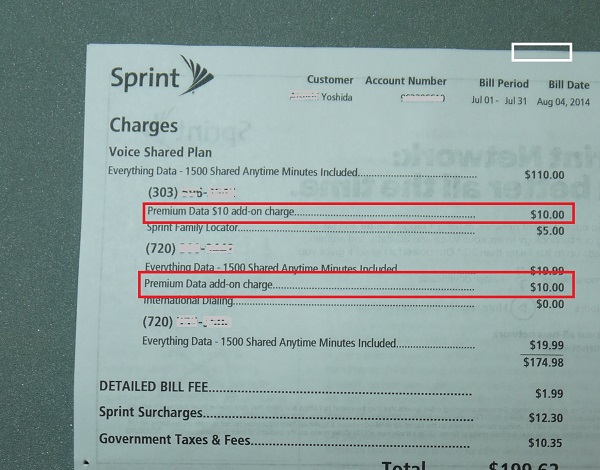 Sprint
Customer Account Number Bill Period Bill Date
Yoshida Jul 01 - Jul 31 Aug 04, 2014
Charges
Voice Shared Plan
Everything Data - 1500 Shared Anytime Minutes Included $110.00
(303)
Premium Data $10 add-on charge $10.00
Sprint Family Locator $5.00
(720)
Everything Data - 1500 Shared Anytime Minutes Included $19.99
Premium Data add-on charge $10.00
International Dialing $0.00
(720)
Everything Data - 1500 Shared Anytime Minutes Included $19.99
$174.98
DETAILED BILL FEE $1.99
Sprint Surcharges $12.30
Government Taxes & Fees $10.35
Total $199.62